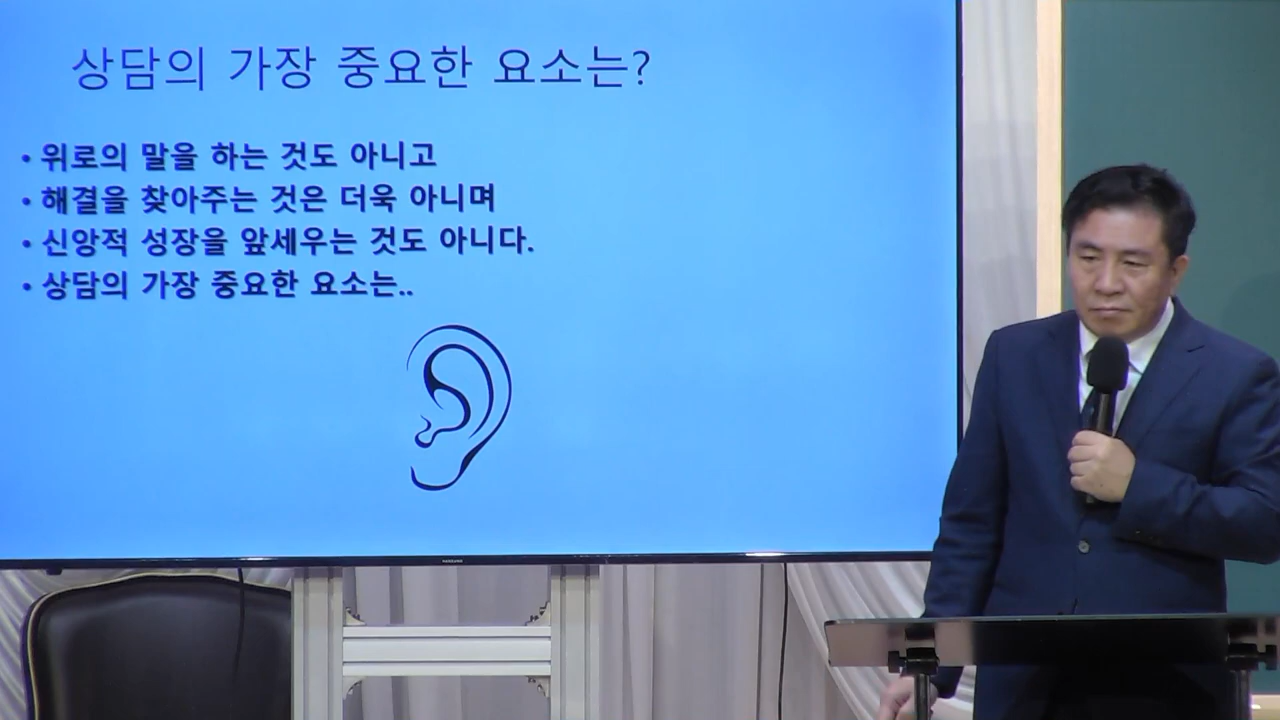 상담의 가장 중요한 요소는?
• 위로의 말을 하는 것도 아니고
• 해결을 찾아주는 것은 더욱 아니며
• 신앙적 성장을 앞세우는 것도 아니다.
• 상담의 가장 중요한 요소는..
SAMSUNG